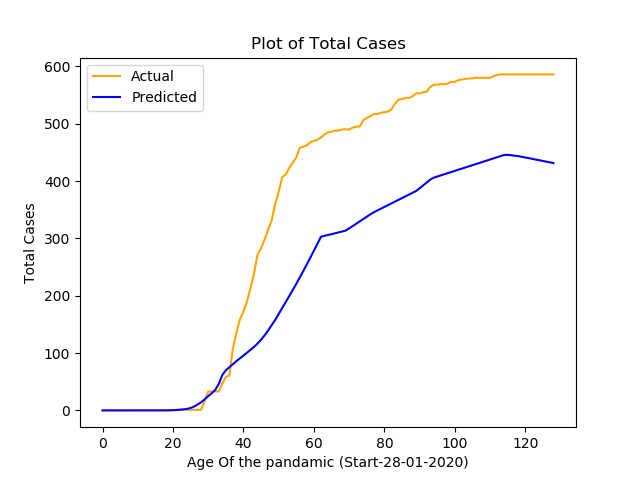 Plot of Total Cases
Actual
Predicted
600
500
400
300
200
100
0
Total Cases
0 20 40 60 80 100 120
Age Of the pandamic (Start-28-01-2020)